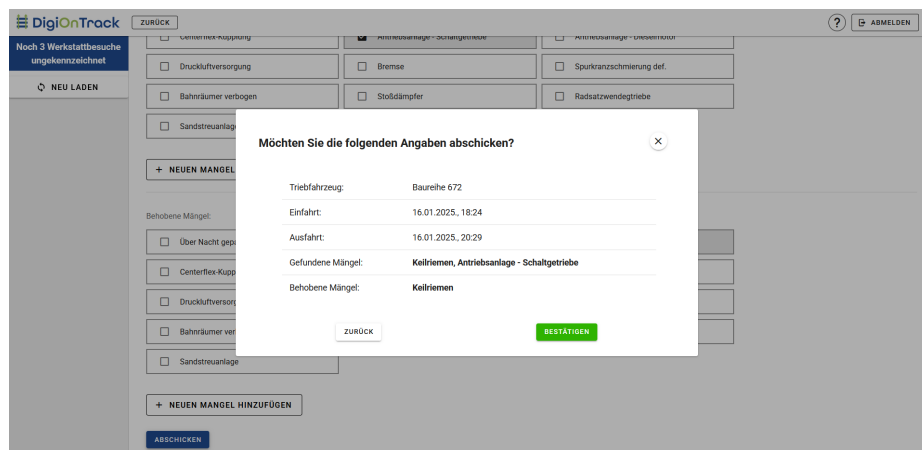 DigiOnTrack
ZURÜCK
?
ABMELDEN
Noch 3 Werkstattbesuche
ungekennzeichnet
NEU LADEN
Centerflex-Kupplung
Antriebsanlage - Schaltgetriebe
Antriebsanlage - Dieselmotor
Druckluftversorgung
Bremse
Spurkranzschmierung def.
Bahnräumer verbogen
Stoßdämpfer
Radsatzwendegtriebe
Sandstreuanlage
+ NEUEN MANGEL
Möchten Sie die folgenden Angaben abschicken?
Triebfahrzeug: Baureihe 672
Einfahrt: 16.01.2025., 18:24
Ausfahrt: 16.01.2025., 20:29
Gefundene Mängel: Keilriemen, Antriebsanlage - Schaltgetriebe
Behobene Mängel: Keilriemen
ZURÜCK
BESTÄTIGEN
Behobene Mängel:
Über Nacht gepa
Centerflex-Kupp
Druckluftversorg
Bahnräumer ver
Sandstreuanlage
+ NEUEN MANGEL HINZUFÜGEN
ABSCHICKEN